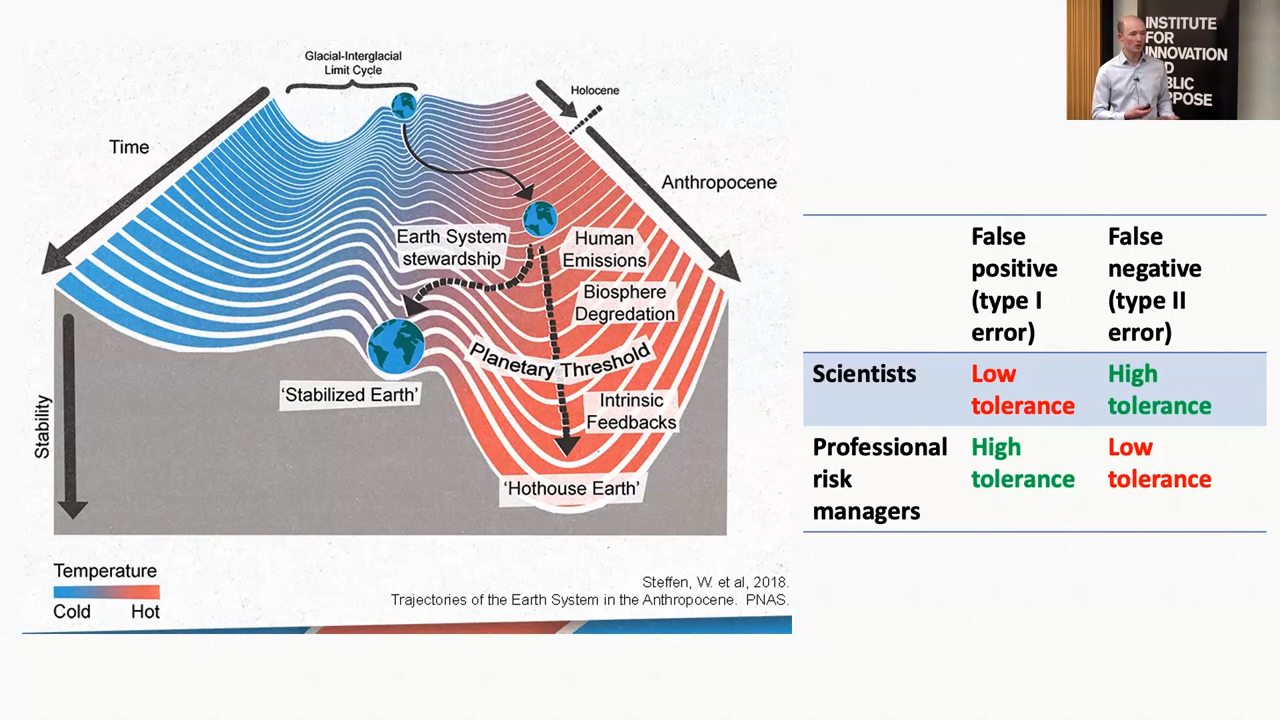 Glacial-Interglacial
Limit Cycle
Holocene
Time
Anthropocene
Earth System
stewardship
Human
Emissions
Biosphere
Degredation
Planetary Threshold
'Stabilized Earth'
Intrinsic
Feedbacks
Stability
'Hothouse Earth'
Temperature
Cold Hot
Steffen, W. et al, 2018.
Trajectories of the Earth System in the Anthropocene. PNAS.
INSTITUTE
FOR
INNOVATION
PURPOSE
False
positive
(type I
error)
False
negative
(type II
error)
Scientists
Low
tolerance
High
tolerance
Professional
risk
managers
High
tolerance
Low
tolerance